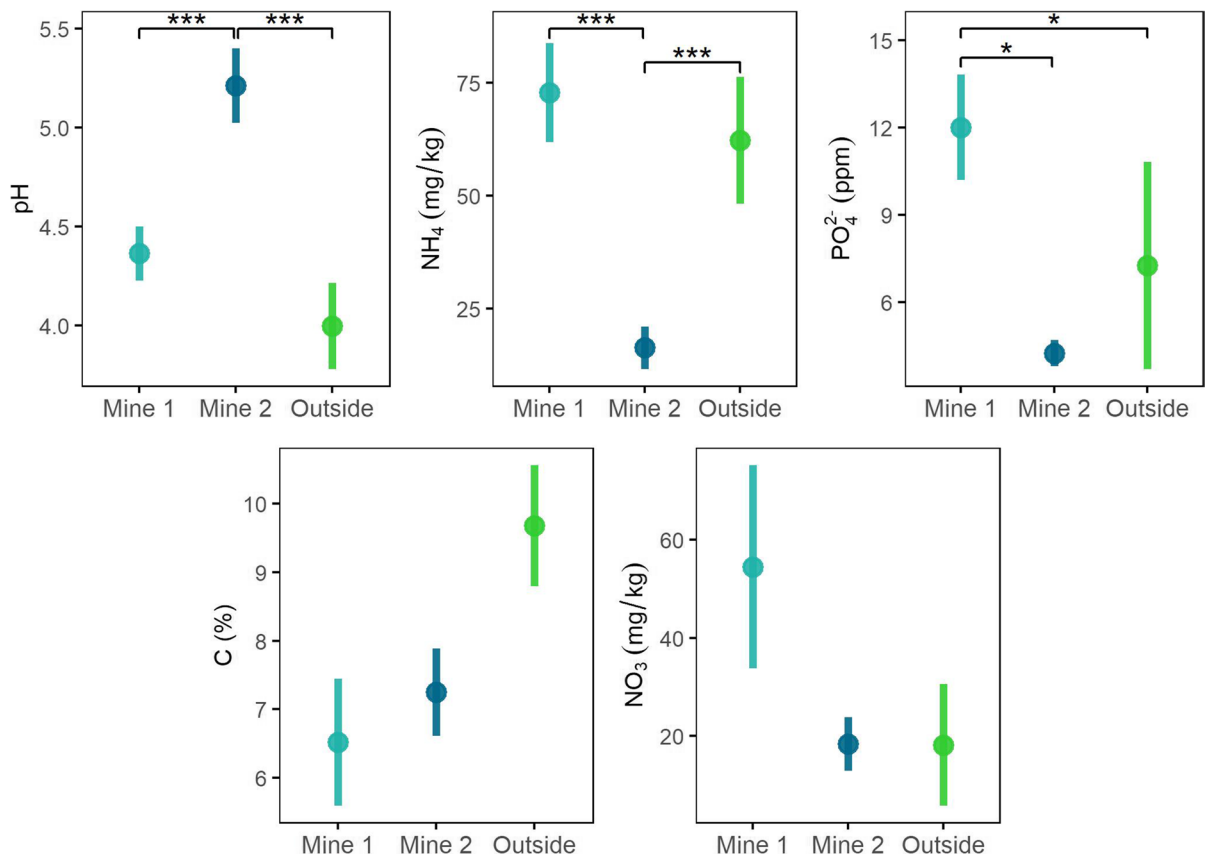 ***
***
5.5
5.0
4.5
4.0
pH
Mine 1 Mine 2 Outside
***
***
75
50
25
NH₄ (mg/kg)
Mine 1 Mine 2 Outside
*
*
15
12
9
6
PO₄²⁻ (ppm)
Mine 1 Mine 2 Outside
10
9
8
7
6
C (%)
Mine 1 Mine 2 Outside
60
40
20
NO₃ (mg/kg)
Mine 1 Mine 2 Outside